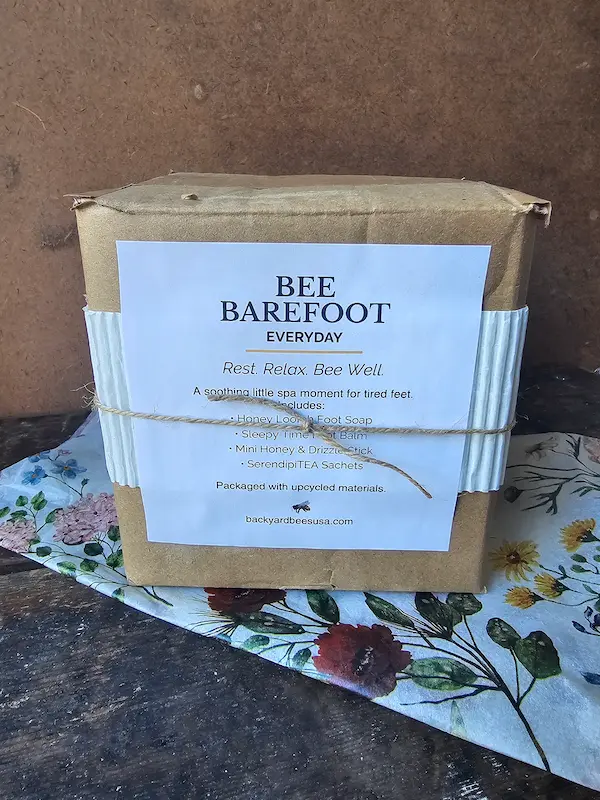 BEE
BAREFOOT
EVERYDAY
Rest. Relax. Bee Well.
A soothing little spa moment for tired feet.
Includes:
• Honey Foot Soap
• Sleepy Time Foot Balm
• Mini Honey & Drizzle Stick
• SerendipiTEA Sachets
Packaged with upcycled materials.
backyardbeesusa.com